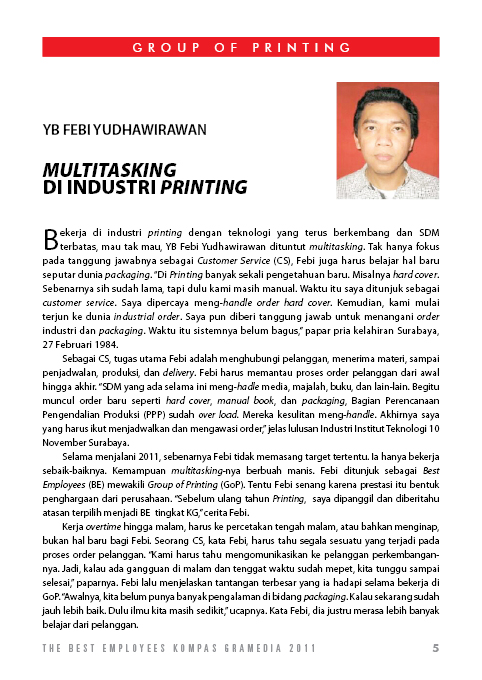 GROUP OF PRINTING
YB FEBI YUDHAWIRAWAN
MULTITASKING
DI INDUSTRI PRINTING
Bekerja di industri printing dengan teknologi yang terus berkembang dan SDM
terbatas, mau tak mau, YB Febi Yudhawirawan dituntut multitasking. Tak hanya fokus
pada tanggung jawabnya sebagai Customer Service (CS), Febi juga harus belajar hal baru
seputar dunia packaging. “Di Printing banyak sekali pengetahuan baru. Misalnya hard cover.
Sebenarnya sih sudah lama, tapi dulu kami masih manual. Waktu itu saya ditunjuk sebagai
customer service. Saya dipercaya meng-handle order hard cover. Kemudian, kami mulai
terjun ke dunia industrial order. Saya pun diberi tanggung jawab untuk menangani order
industri dan packaging. Waktu itu sistemnya belum bagus,” papar pria kelahiran Surabaya,
27 Februari 1984.
Sebagai CS, tugas utama Febi adalah menghubungi pelanggan, menerima materi, sampai
penjadwalan, produksi, dan delivery. Febi harus memantau proses order pelanggan dari awal
hingga akhir. “SDM yang ada selama ini meng-hadle media, majalah, buku, dan lain-lain. Begitu
muncul order baru seperti hard cover, manual book, dan packaging, Bagian Perencanaan
Pengendalian Produksi (PPP) sudah over load. Mereka kesulitan meng-handle. Akhirnya saya
yang harus ikut menjadwalkan dan mengawasi order,” jelas lulusan Industri Institut Teknologi 10
November Surabaya.
Selama menjalani 2011, sebenarnya Febi tidak memasang target tertentu. Ia hanya bekerja
sebaik-baiknya. Kemampuan multitasking-nya berbuah manis. Febi ditunjuk sebagai Best
Employees (BE) mewakili Group of Printing (GoP). Tentu Febi senang karena prestasi itu bentuk
penghargaan dari perusahaan. “Sebelum ulang tahun Printing, saya dipanggil dan diberitahu
atasan terpilih menjadi BE tingkat KG,” cerita Febi.
Kerja overtime hingga malam, harus ke percetakan tengah malam, atau bahkan menginap,
bukan hal baru bagi Febi. Seorang CS, kata Febi, harus tahu segala sesuatu yang terjadi pada
proses order pelanggan. “Kami harus tahu mengomunikasikan ke pelanggan perkembangan-
nya. Jadi, kalau ada gangguan di malam dan tenggat waktu sudah mepet, kita tunggu sampai
selesai,” paparnya. Febi lalu menjelaskan tantangan terbesar yang ia hadapi selama bekerja di
GoP. “Awalnya, kita belum punya banyak pengalaman di bidang packaging. Kalau sekarang sudah
jauh lebih baik. Dulu ilmu kita masih sedikit,” ucapnya. Kata Febi, dia justru merasa lebih banyak
belajar dari pelanggan.
THE BEST EMPLOYEES KOMPAS GRAMEDIA 2011 5